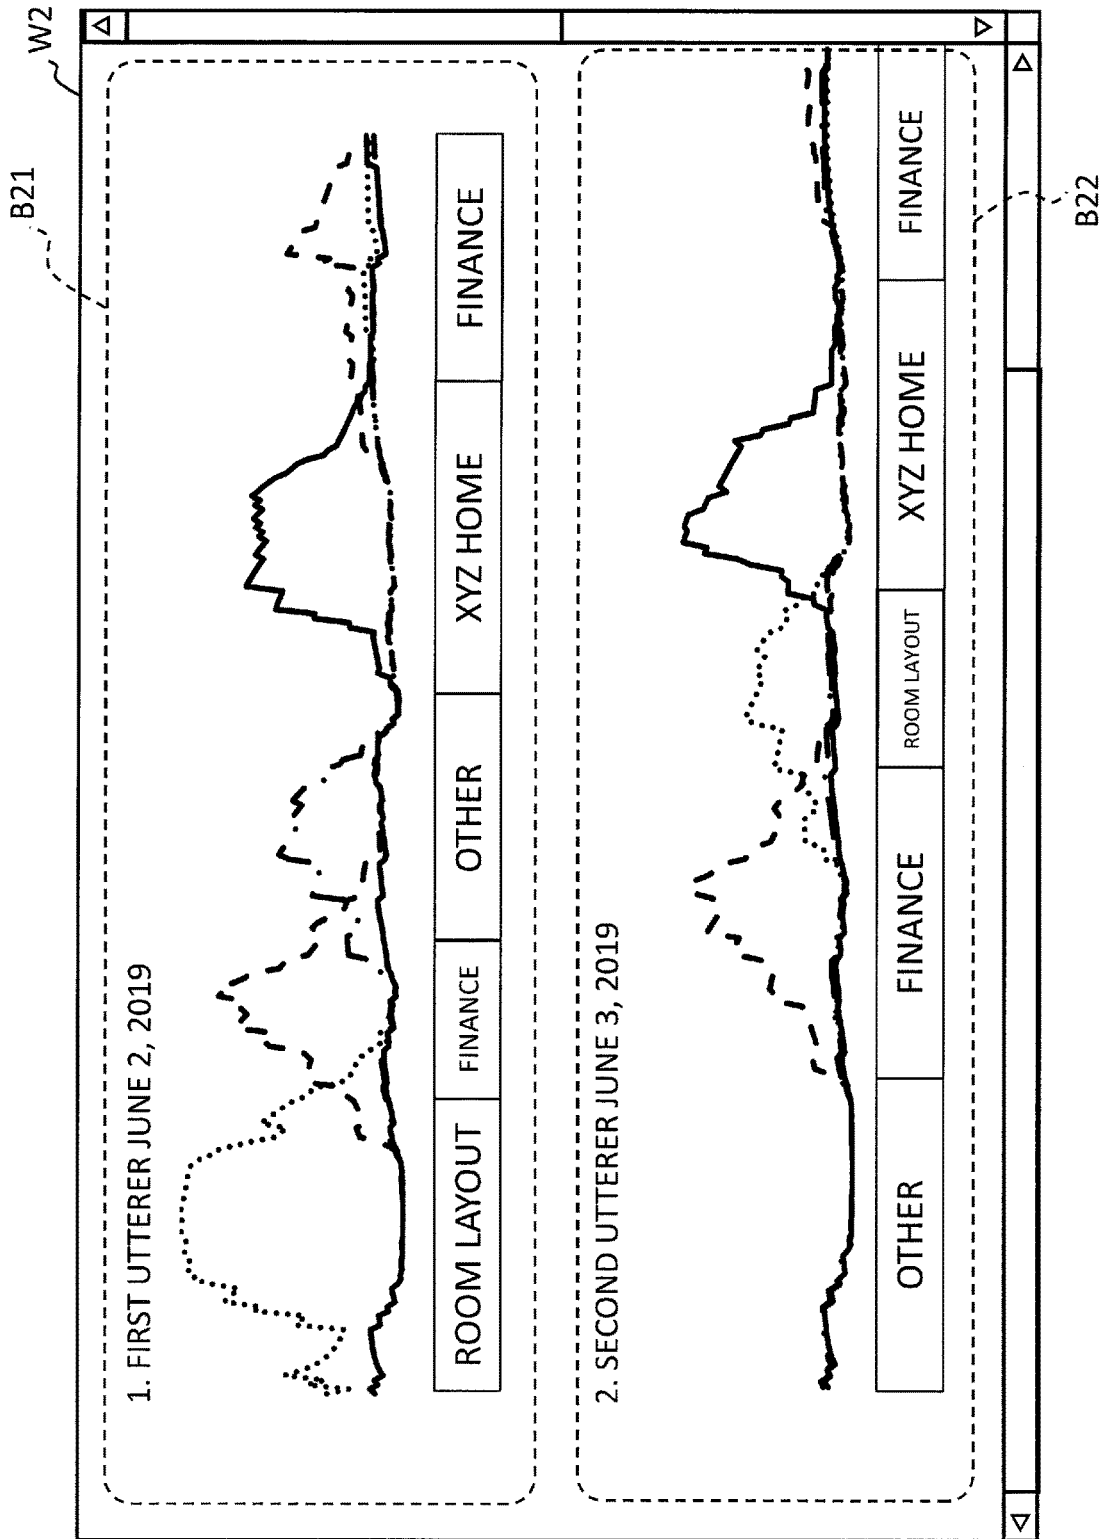 W2
B21
1. FIRST UTTERER JUNE 2, 2019
ROOM LAYOUT
FINANCE
OTHER
XYZ HOME
FINANCE
2. SECOND UTTERER JUNE 3, 2019
OTHER
FINANCE
ROOM LAYOUT
XYZ HOME
FINANCE
B22